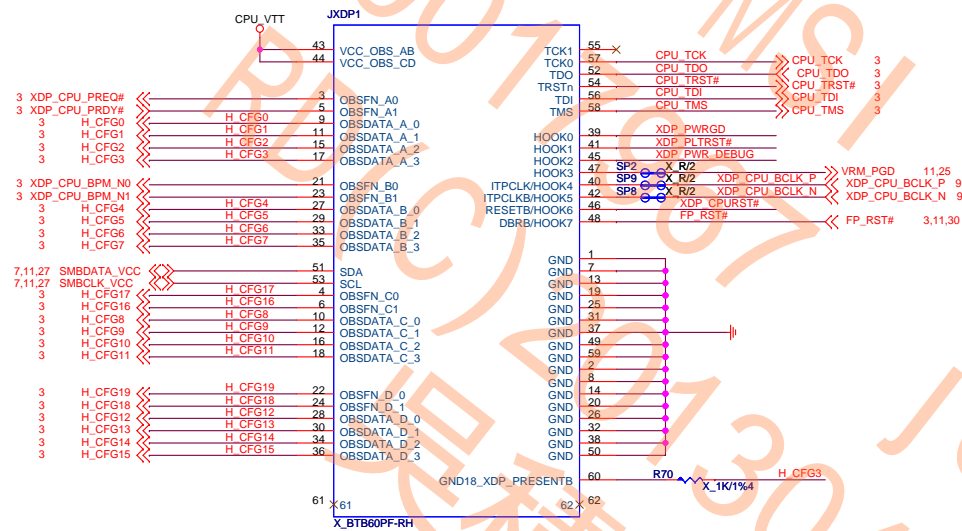 JXDP1
CPU_VTT
43 VCC_OBS_AB
44 VCC_OBS_CD
3 XDP_CPU_PREQ# 3 OBSFN_A0
3 XDP_CPU_PRDY# 5 OBSFN_A1
3 H_CFG0 H_CFG0 9 OBSDATA_A_0
3 H_CFG1 H_CFG1 11 OBSDATA_A_1
3 H_CFG2 H_CFG2 15 OBSDATA_A_2
3 H_CFG3 H_CFG3 17 OBSDATA_A_3
3 XDP_CPU_BPM_N0 21 OBSFN_B0
3 XDP_CPU_BPM_N1 23 OBSFN_B1
3 H_CFG4 H_CFG4 27 OBSDATA_B_0
3 H_CFG5 H_CFG5 29 OBSDATA_B_1
3 H_CFG6 H_CFG6 33 OBSDATA_B_2
3 H_CFG7 H_CFG7 35 OBSDATA_B_3
7,11,27 SMBDATA_VCC 51 SDA
7,11,27 SMBCLK_VCC 53 SCL
3 H_CFG17 H_CFG17 4 OBSFN_C0
3 H_CFG16 H_CFG16 6 OBSFN_C1
3 H_CFG8 H_CFG8 10 OBSDATA_C_0
3 H_CFG9 H_CFG9 12 OBSDATA_C_1
3 H_CFG10 H_CFG10 16 OBSDATA_C_2
3 H_CFG11 H_CFG11 18 OBSDATA_C_3
3 H_CFG19 H_CFG19 22 OBSFN_D_0
3 H_CFG18 H_CFG18 24 OBSFN_D_1
3 H_CFG12 H_CFG12 28 OBSDATA_D_0
3 H_CFG13 H_CFG13 30 OBSDATA_D_1
3 H_CFG14 H_CFG14 34 OBSDATA_D_2
3 H_CFG15 H_CFG15 36 OBSDATA_D_3
61 61
TCK1 55
TCK0 57 CPU_TCK CPU_TCK 3
TDO 52 CPU_TDO CPU_TDO 3
TRSTn 54 CPU_TRST# CPU_TRST# 3
TDI 56 CPU_TDI CPU_TDI 3
TMS 58 CPU_TMS CPU_TMS 3
HOOK0 39 XDP_PWRGD
HOOK1 41 XDP_PLTRST#
HOOK2 45 XDP_PWR_DEBUG
HOOK3 47 SP2 X_R/2 VRM_PGD 11,25
ITPCLK/HOOK4 40 SP9 X_R/2 XDP_CPU_BCLK_P XDP_CPU_BCLK_P 9
ITPCLKB/HOOK5 42 SP8 X_R/2 XDP_CPU_BCLK_N XDP_CPU_BCLK_N 9
RESETB/HOOK6 46 XDP_CPURST#
DBRB/HOOK7 48 FP_RST# FP_RST# 3,11,30
GND 1
GND 7
GND 13
GND 19
GND 25
GND 31
GND 37
GND 49
GND 59
GND 2
GND 8
GND 14
GND 20
GND 26
GND 32
GND 38
GND 50
GND18_XDP_PRESENTB 60 R70 X_1K/1%4 H_CFG3
62 62
X_BTB60PF-RH
MSI